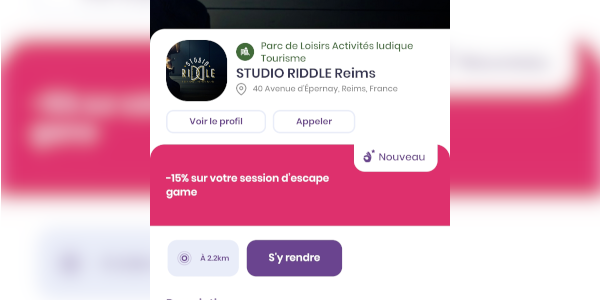 Parc de Loisirs Activités ludique
Tourisme
STUDIO
RIDDLE
STUDIO RIDDLE Reims
40 Avenue d'Épernay, Reims, France
Voir le profil
Appeler
Nouveau
-15% sur votre session d'escape
game
À 2.2km
S'y rendre